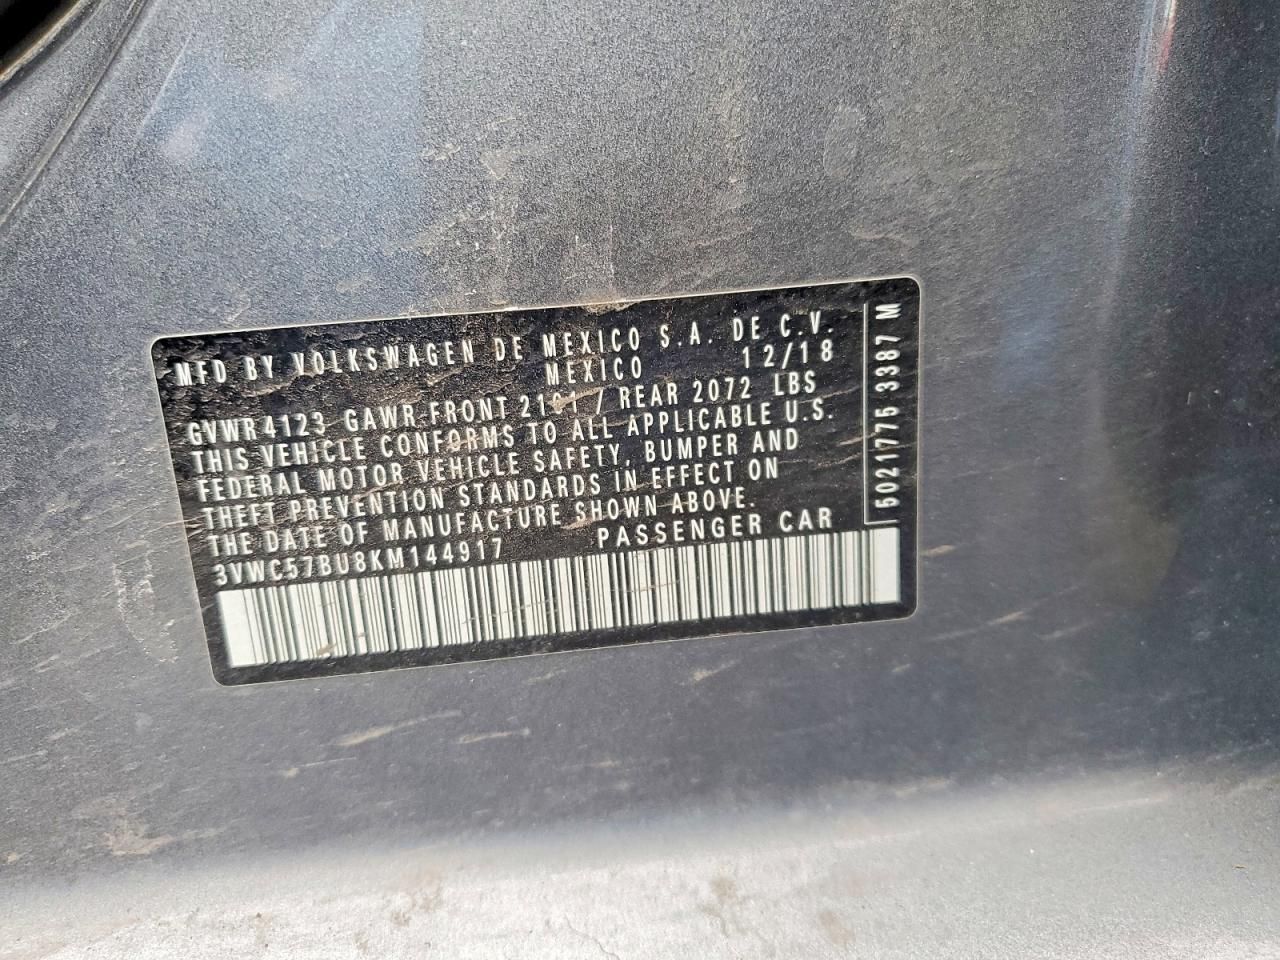 MFD BY VOLKSWAGEN DE MEXICO S.A. DE C.V.
MEXICO 12/18
GVWR 4123 GAWR FRONT / REAR 2072 LBS
THIS VEHICLE CONFORMS TO ALL APPLICABLE U.S.
FEDERAL MOTOR VEHICLE SAFETY, BUMPER AND
THEFT PREVENTION STANDARDS IN EFFECT ON
THE DATE OF MANUFACTURE SHOWN ABOVE.
3VWC57BU8KM144917 PASSENGER CAR
3387 M